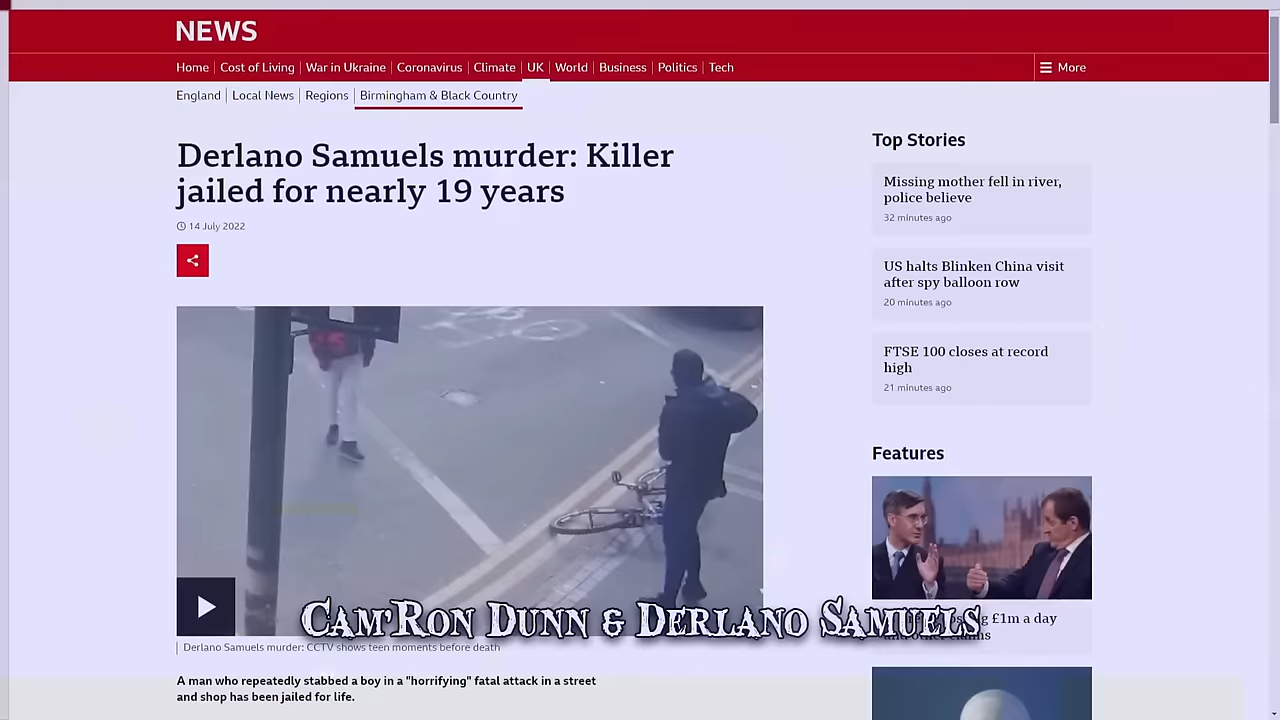 NEWS
Home Cost of Living War in Ukraine Coronavirus Climate UK World Business Politics Tech
More
England Local News Regions Birmingham & Black Country
Derlano Samuels murder: Killer
jailed for nearly 19 years
14 July 2022
Derlano Samuels murder: CCTV shows teen moments before death
A man who repeatedly stabbed a boy in a "horrifying" fatal attack in a street
and shop has been jailed for life.
Top Stories
Missing mother fell in river,
police believe
32 minutes ago
US halts Blinken China visit
after spy balloon row
20 minutes ago
FTSE 100 closes at record
high
21 minutes ago
Features
£1m a day
Cam'Ron Dunn & Derlano Samuels